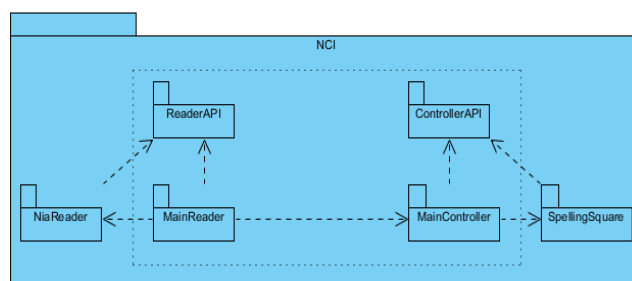 NCI
ReaderAPI
ControllerAPI
NiaReader
MainReader
MainController
SpellingSquare